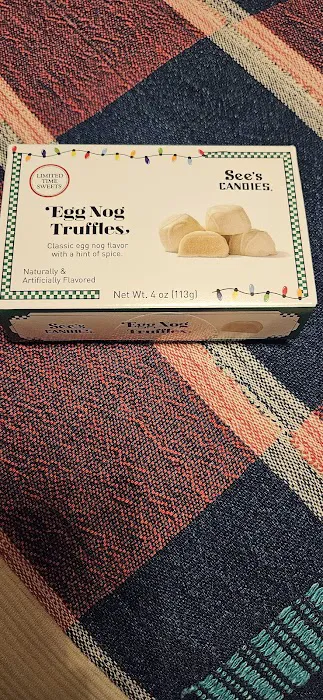 LIMITED
TIME
SWEETS
See's
CANDIES.
Egg Nog
Truffles
Classic egg nog flavor
with a hint of spice.
Naturally &
Artificially Flavored
Net Wt. 4 oz (113g)
See's
CANDIES.
Egg Nog
Truffles